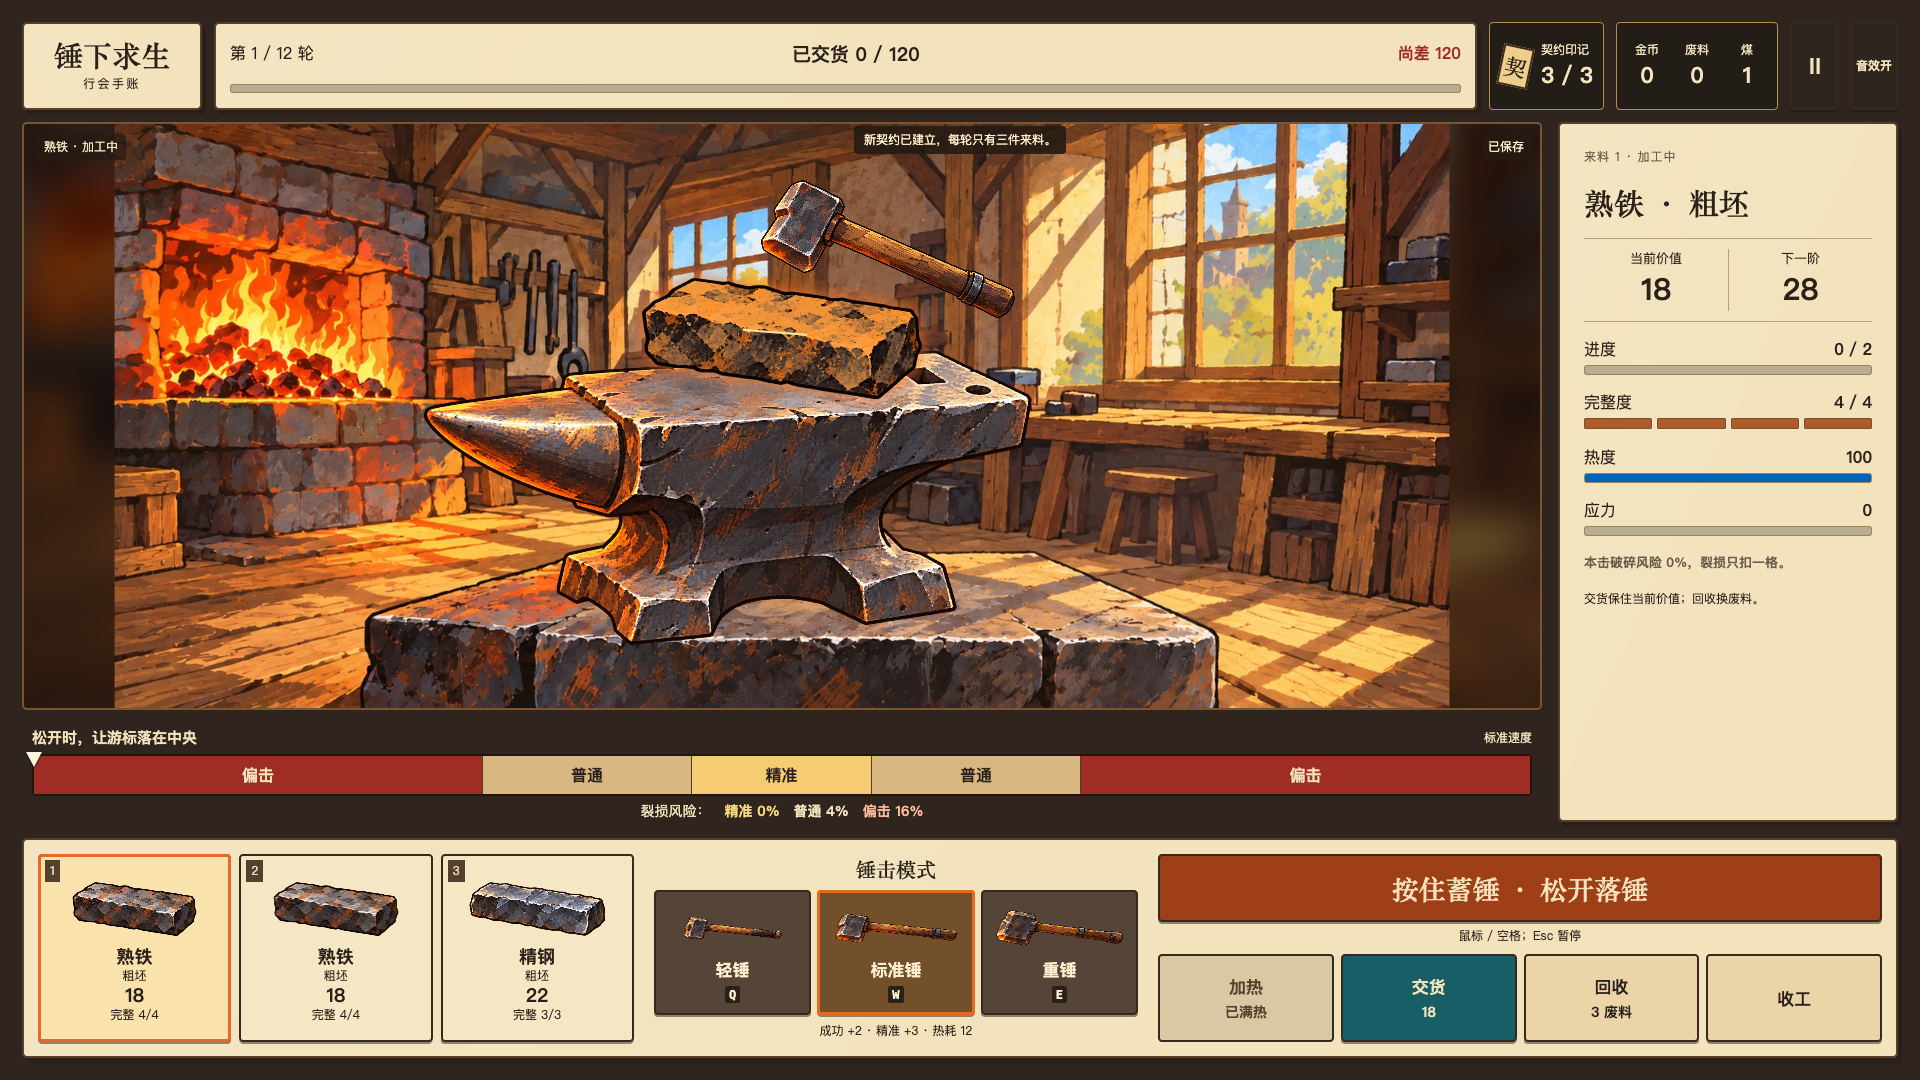 锤下求生
行会手账
第 1 / 12 轮
已交货 0 / 120
尚差 120
契
契约印记
3 / 3
金币
0
废料
0
煤
1
II
音效开
熟铁 · 加工中
新契约已建立，每轮只有三件来料。
已保存
来料 1 · 加工中
熟铁 · 粗坯
当前价值
18
下一阶
28
进度
0 / 2
完整度
4 / 4
热度
100
应力
0
本击破碎风险 0%，裂损只扣一格。
交货保住当前价值；回收换废料。
松开时，让游标落在中央
标准速度
偏击
普通
精准
普通
偏击
裂损风险： 精准 0% 普通 4% 偏击 16%
1
熟铁
粗坯
18
完整 4/4
2
熟铁
粗坯
18
完整 4/4
3
精钢
粗坯
22
完整 3/3
锤击模式
轻锤
Q
标准锤
W
重锤
E
成功 +2 · 精准 +3 · 热耗 12
按住蓄锤 · 松开落锤
鼠标 / 空格；Esc 暂停
加热
已满热
交货
18
回收
3 废料
收工